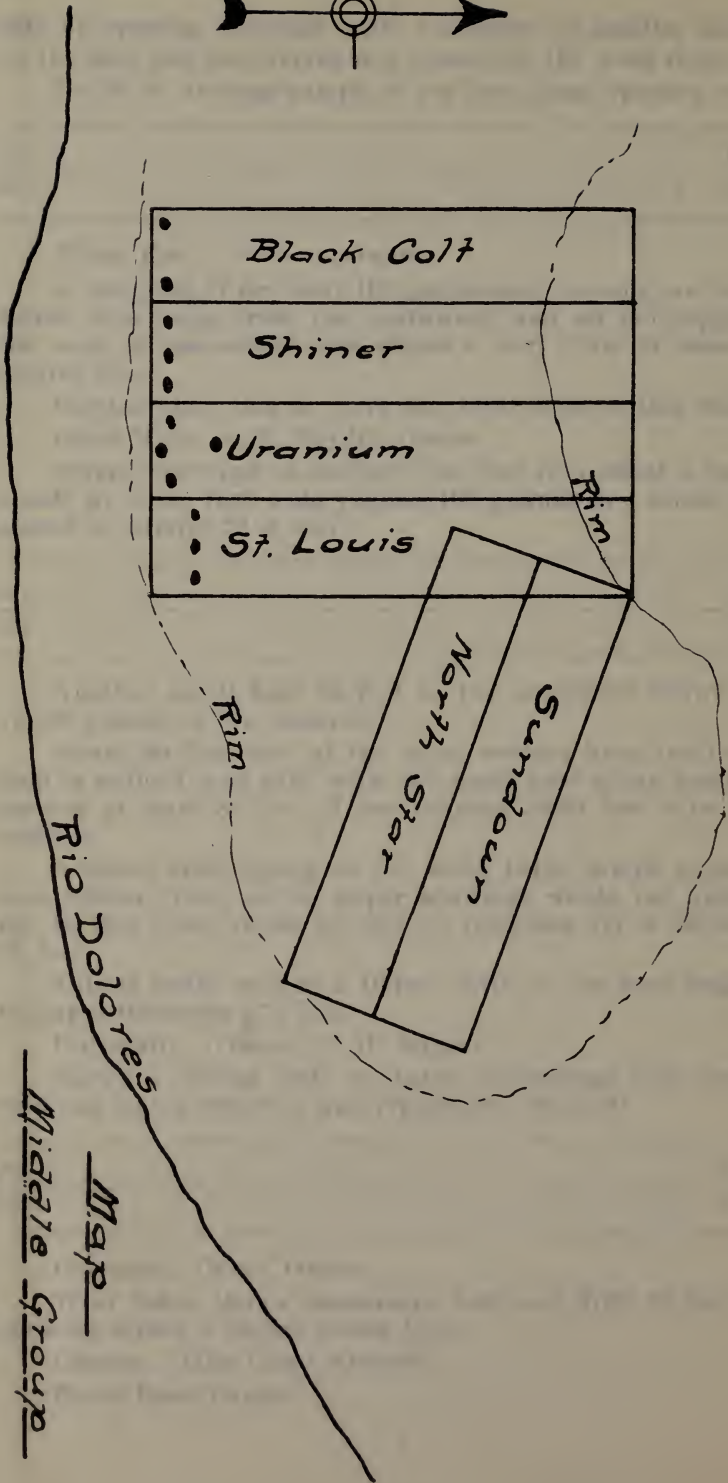 Black Colt
Shiner
Uranium
St. Louis
Rim
North Star
Sundown
Rim
Rio Dolores
Map
Middle Group